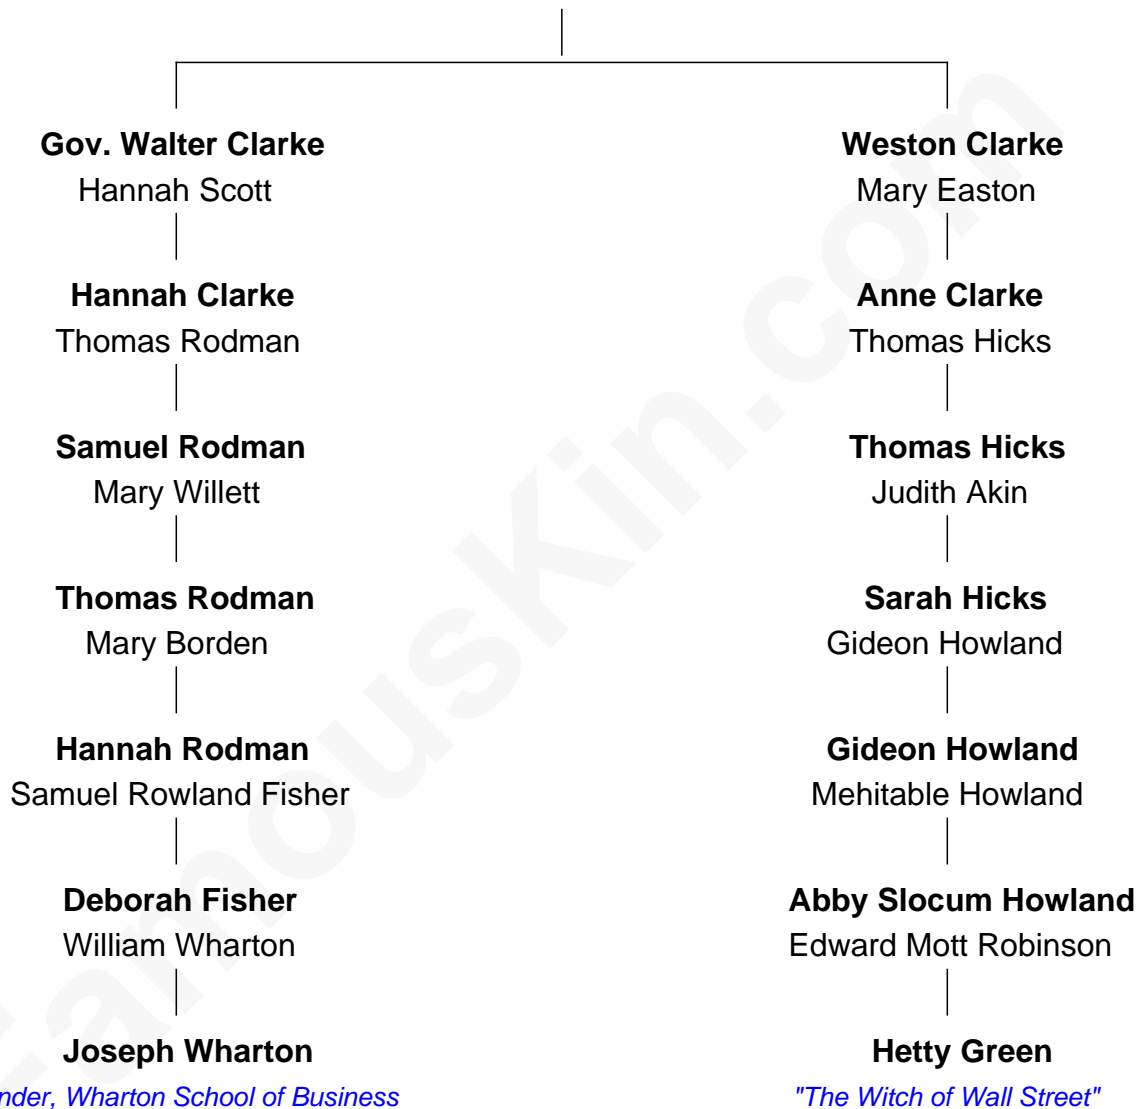 Gov. Walter Clarke
Hannah Scott
Hannah Clarke
Thomas Rodman
Samuel Rodman
Mary Willett
Thomas Rodman
Mary Borden
Hannah Rodman
Samuel Rowland Fisher
Deborah Fisher
William Wharton
Joseph Wharton
nder, Wharton School of Business
Weston Clarke
Mary Easton
Anne Clarke
Thomas Hicks
Thomas Hicks
Judith Akin
Sarah Hicks
Gideon Howland
Gideon Howland
Mehitable Howland
Abby Slocum Howland
Edward Mott Robinson
Hetty Green
"The Witch of Wall Street"
FamousKin.com